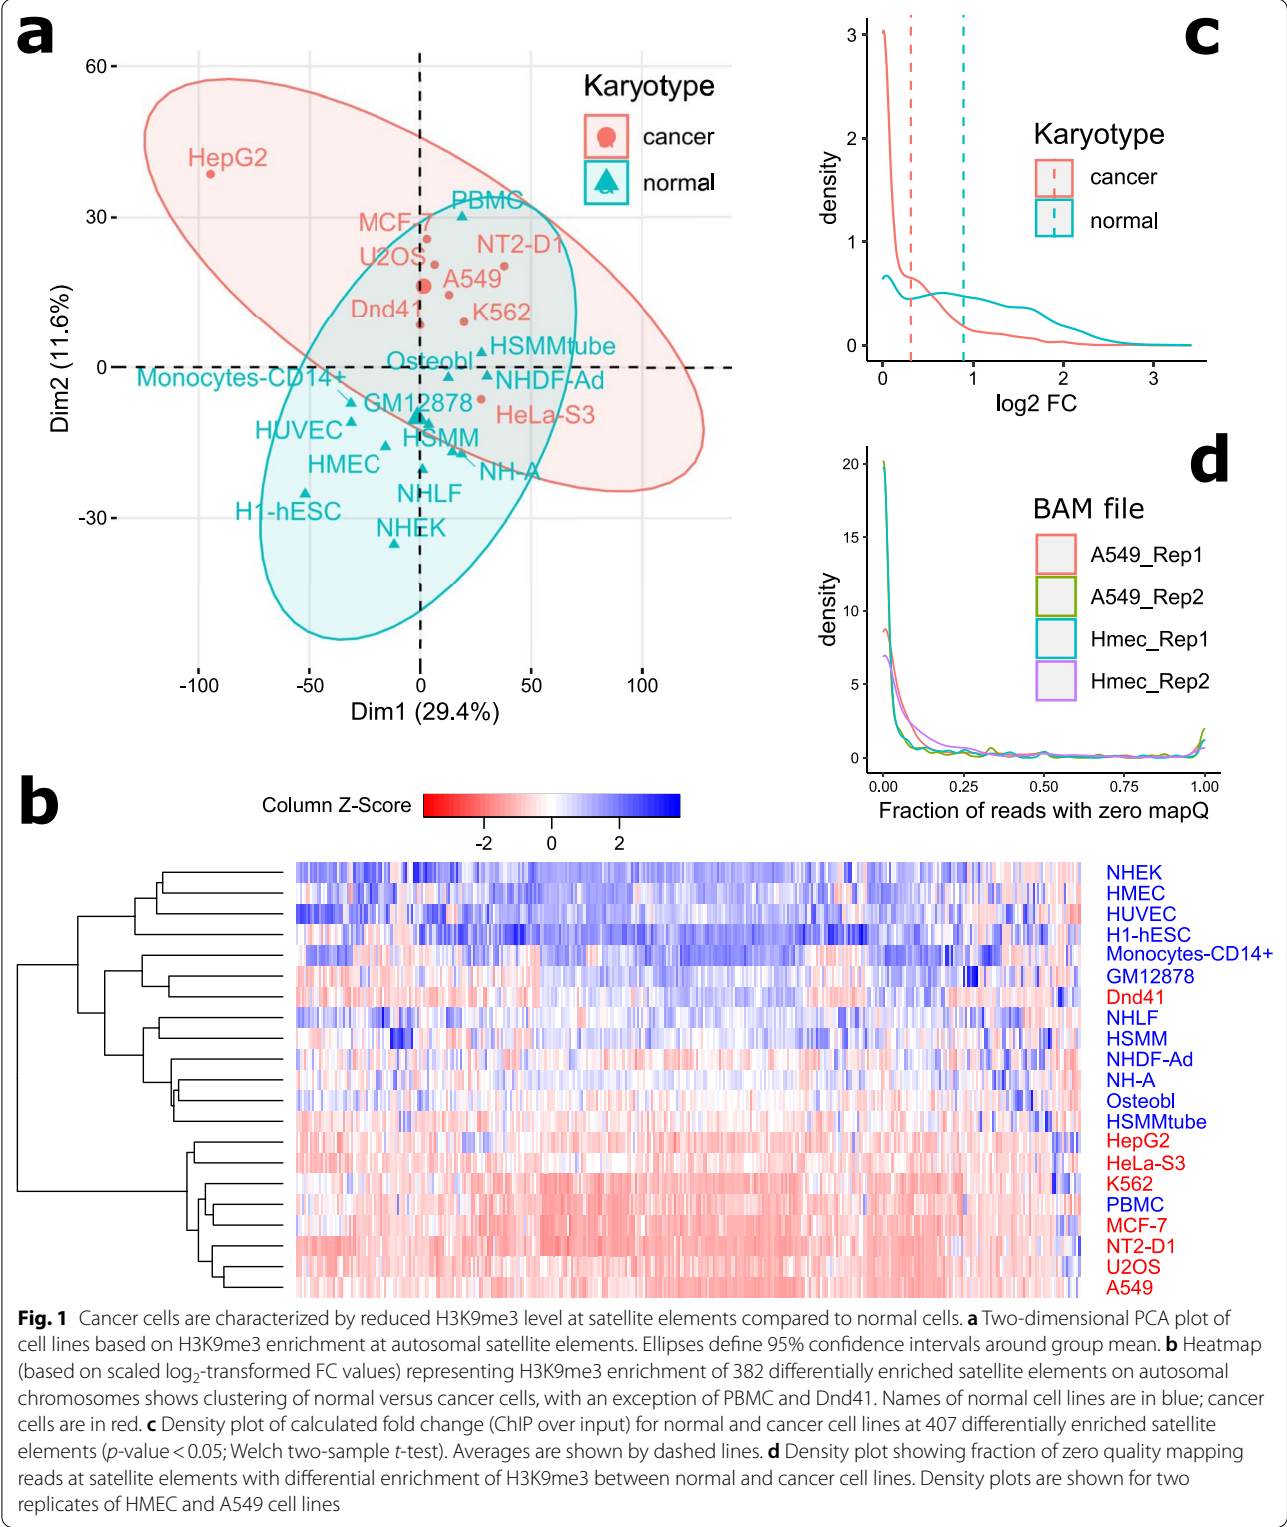 a
60
30
0
-30
Dim2 (11.6%)
-100
-50
0
50
100
Dim1 (29.4%)
Karyotype
cancer
normal
HepG2
PBMC
MCF-7
NT2-D1
U2OS
A549
Dnd41
K562
HSMMtube
Osteobl
Monocytes-CD14+
NHDF-Ad
GM12878
HeLa-S3
HUVEC
HSMM
HMEC
NH-A
NHLF
H1-hESC
NHEK
c
3
2
1
0
density
0
1
2
3
log2 FC
Karyotype
cancer
normal
d
20
15
10
5
0
density
0.00
0.25
0.50
0.75
1.00
Fraction of reads with zero mapQ
BAM file
A549_Rep1
A549_Rep2
Hmec_Rep1
Hmec_Rep2
b
Column Z-Score
-2
0
2
NHEK
HMEC
HUVEC
H1-hESC
Monocytes-CD14+
GM12878
Dnd41
NHLF
HSMM
NHDF-Ad
NH-A
Osteobl
HSMMtube
HepG2
HeLa-S3
K562
PBMC
MCF-7
NT2-D1
U2OS
A549
Fig. 1 Cancer cells are characterized by reduced H3K9me3 level at satellite elements compared to normal cells. a Two-dimensional PCA plot of
cell lines based on H3K9me3 enrichment at autosomal satellite elements. Ellipses define 95% confidence intervals around group mean. b Heatmap
(based on scaled log₂-transformed FC values) representing H3K9me3 enrichment of 382 differentially enriched satellite elements on autosomal
chromosomes shows clustering of normal versus cancer cells, with an exception of PBMC and Dnd41. Names of normal cell lines are in blue; cancer
cells are in red. c Density plot of calculated fold change (ChIP over input) for normal and cancer cell lines at 407 differentially enriched satellite
elements (p-value < 0.05; Welch two-sample t-test). Averages are shown by dashed lines. d Density plot showing fraction of zero quality mapping
reads at satellite elements with differential enrichment of H3K9me3 between normal and cancer cell lines. Density plots are shown for two
replicates of HMEC and A549 cell lines